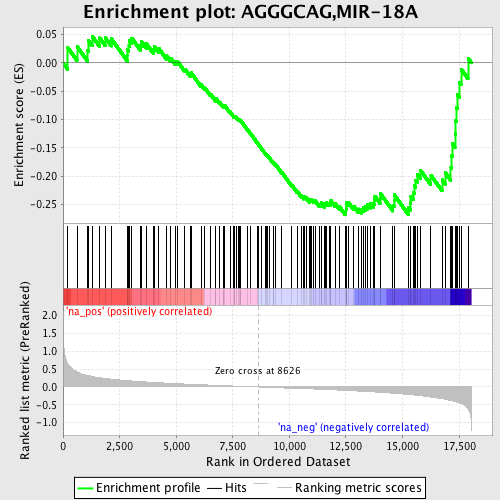 Enrichment plot: AGGGCAG,MIR-18A
Enrichment score (ES)
0.05
0.00
-0.05
-0.10
-0.15
-0.20
-0.25
'na_pos' (positively correlated)
Ranked list metric (PreRanked)
2.0
1.5
1.0
0.5
0.0
-0.5
-1.0
Zero cross at 8626
'na_neg' (negatively correlated)
0
2,500
5,000
7,500
10,000
12,500
15,000
17,500
Rank in Ordered Dataset
Enrichment profile
Hits
Ranking metric scores